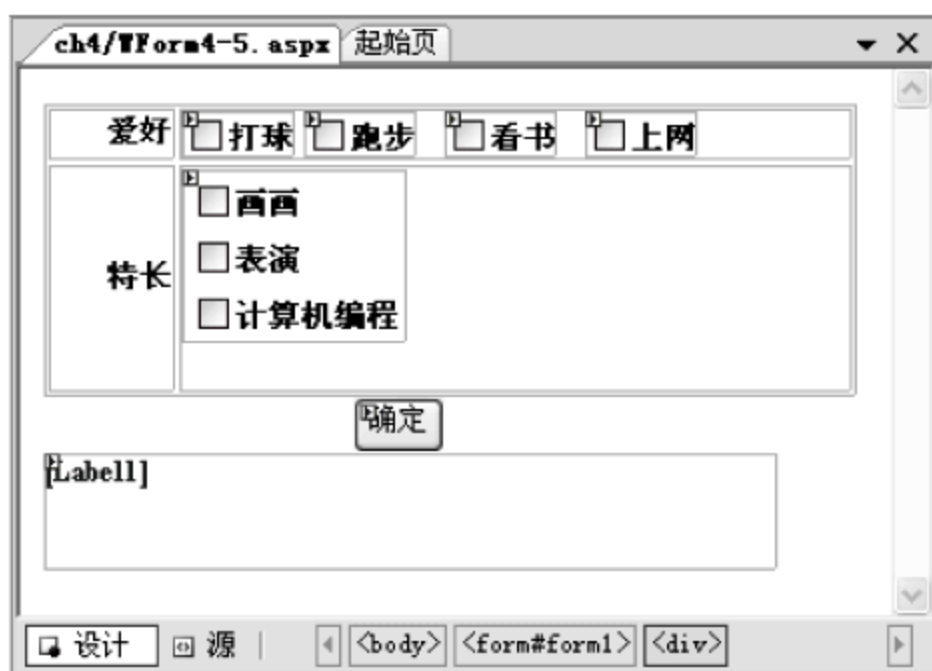 ch4/WForm4-5.aspx 起始页
爱好 打球 跑步 看书 上网
特长
画画
表演
计算机编程
确定
[Label1]
设计 源 <body> <form#form1> <div>